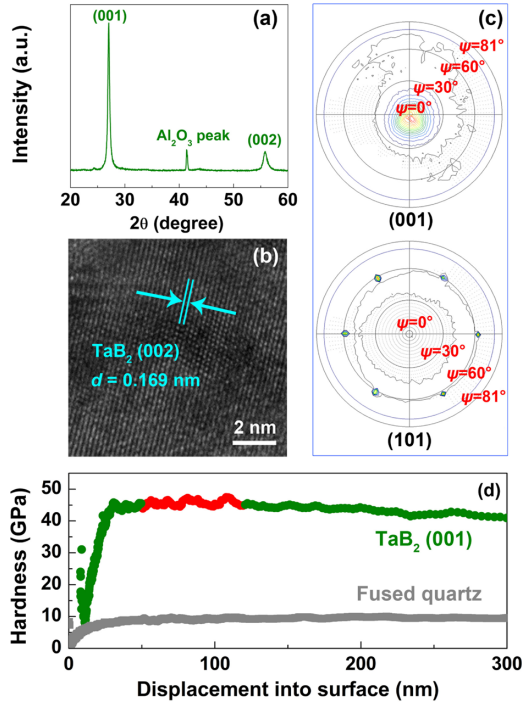 (a)
(001)
Al₂O₃ peak
(002)
Intensity (a.u.)
20 30 40 50 60
2θ (degree)
(b)
TaB₂ (002)
d = 0.169 nm
2 nm
(c)
ψ=81°
ψ=60°
ψ=30°
ψ=0°
(001)
ψ=0°
ψ=30°
ψ=60°
ψ=81°
(101)
(d)
Hardness (GPa)
50
40
30
20
10
0
TaB₂ (001)
Fused quartz
0 100 200 300
Displacement into surface (nm)